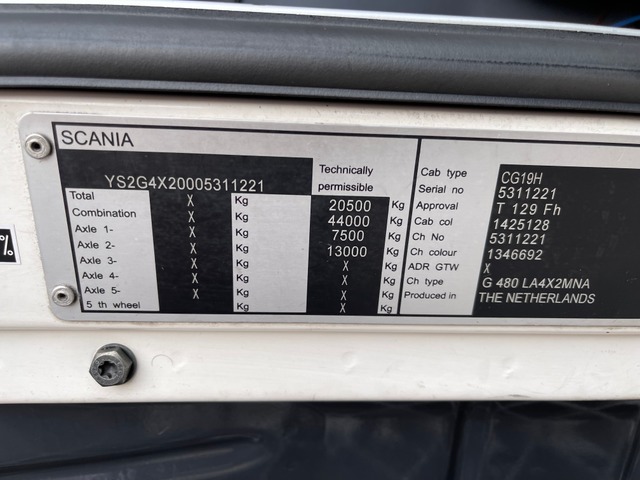 SCANIA
YS2G4X20005311221
Technically
permissible
Total X Kg 20500 Kg
Combination X Kg 44000 Kg
Axle 1- X Kg 7500 Kg
Axle 2- X Kg 13000 Kg
Axle 3- X Kg X Kg
Axle 4- X Kg X Kg
Axle 5- X Kg X Kg
5 th wheel X Kg X Kg
Cab type CG19H
Serial no 5311221
Approval T 129 Fh
Cab col 1425128
Ch No 5311221
Ch colour 1346692
ADR GTW X
Ch type G 480 LA4X2MNA
Produced in THE NETHERLANDS
%